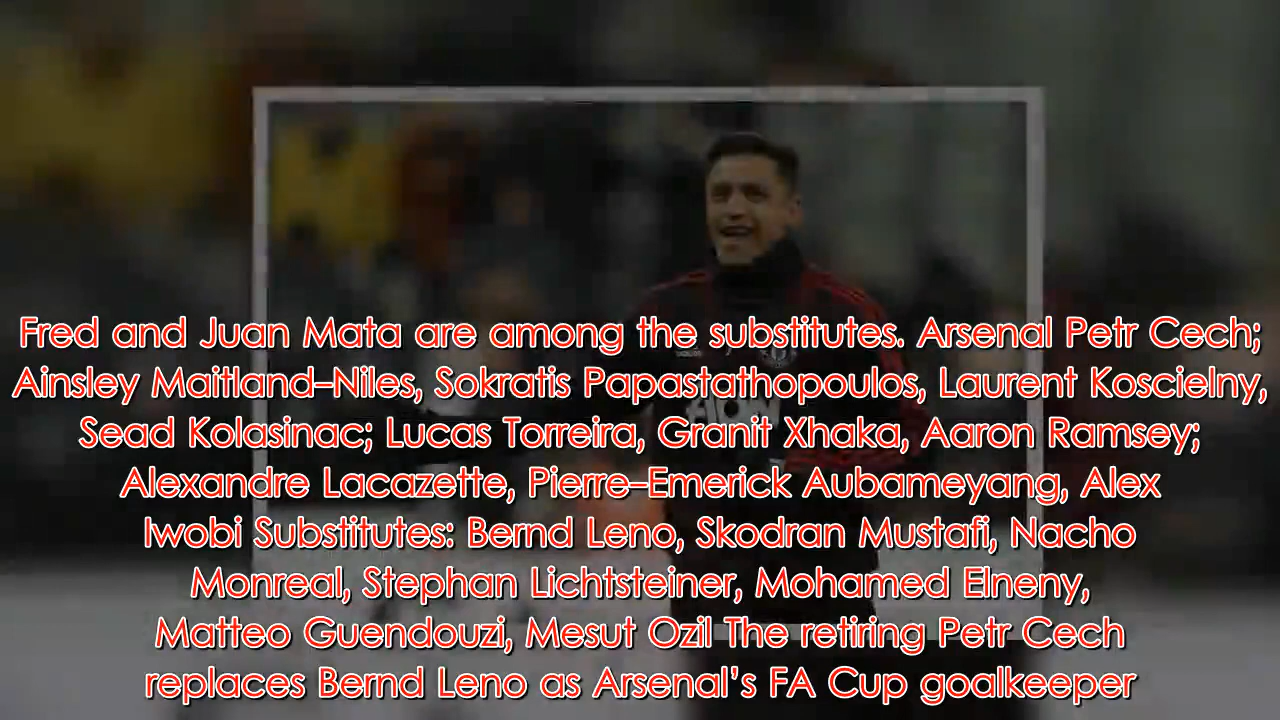 Fred and Juan Mata are among the substitutes. Arsenal Petr Cech;
Ainsley Maitland–Niles, Sokratis Papastathopoulos, Laurent Koscielny,
Sead Kolasinac; Lucas Torreira, Granit Xhaka, Aaron Ramsey;
Alexandre Lacazette, Pierre–Emerick Aubameyang, Alex
Iwobi Substitutes: Bernd Leno, Skodran Mustafi, Nacho
Monreal, Stephan Lichtsteiner, Mohamed Elneny,
Matteo Guendouzi, Mesut Ozil The retiring Petr Cech
replaces Bernd Leno as Arsenal’s FA Cup goalkeeper